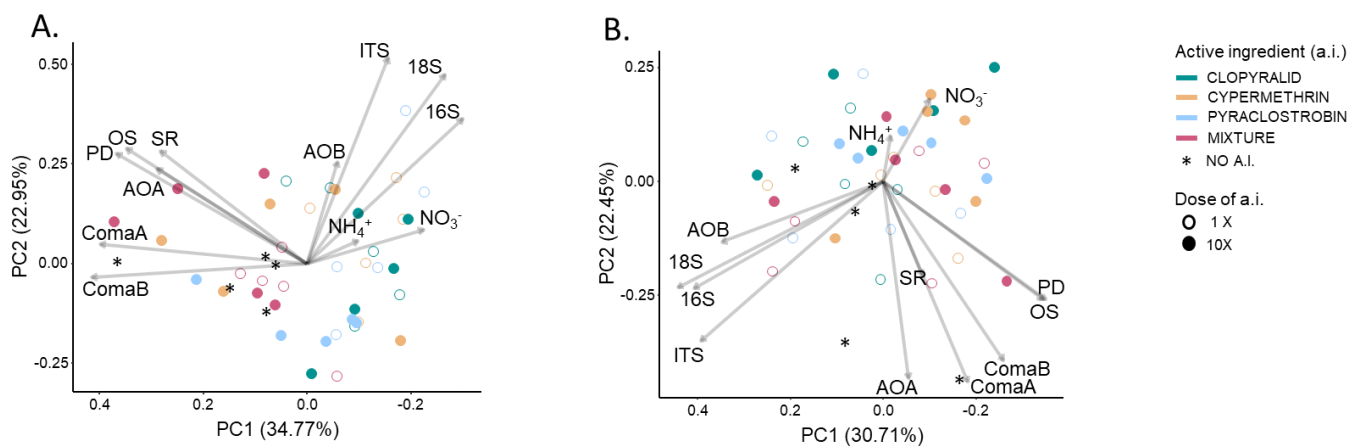 A.
PC2 (22.95%)
0.50
0.25
0.00
-0.25
ITS
18S
16S
OS
SR
PD
AOB
AOA
NH₄⁺
NO₃⁻
ComaA
ComaB
0.4
0.2
0.0
-0.2
PC1 (34.77%)
B.
PC2 (22.45%)
0.25
0.00
-0.25
NO₃⁻
NH₄⁺
AOB
18S
16S
SR
PD
OS
ITS
ComaB
AOA
ComaA
0.4
0.2
0.0
-0.2
PC1 (30.71%)
Active ingredient (a.i.)
CLOPYRALID
CYPERMETHRIN
PYRACLOSTROBIN
MIXTURE
* NO A.I.
Dose of a.i.
1 X
10X